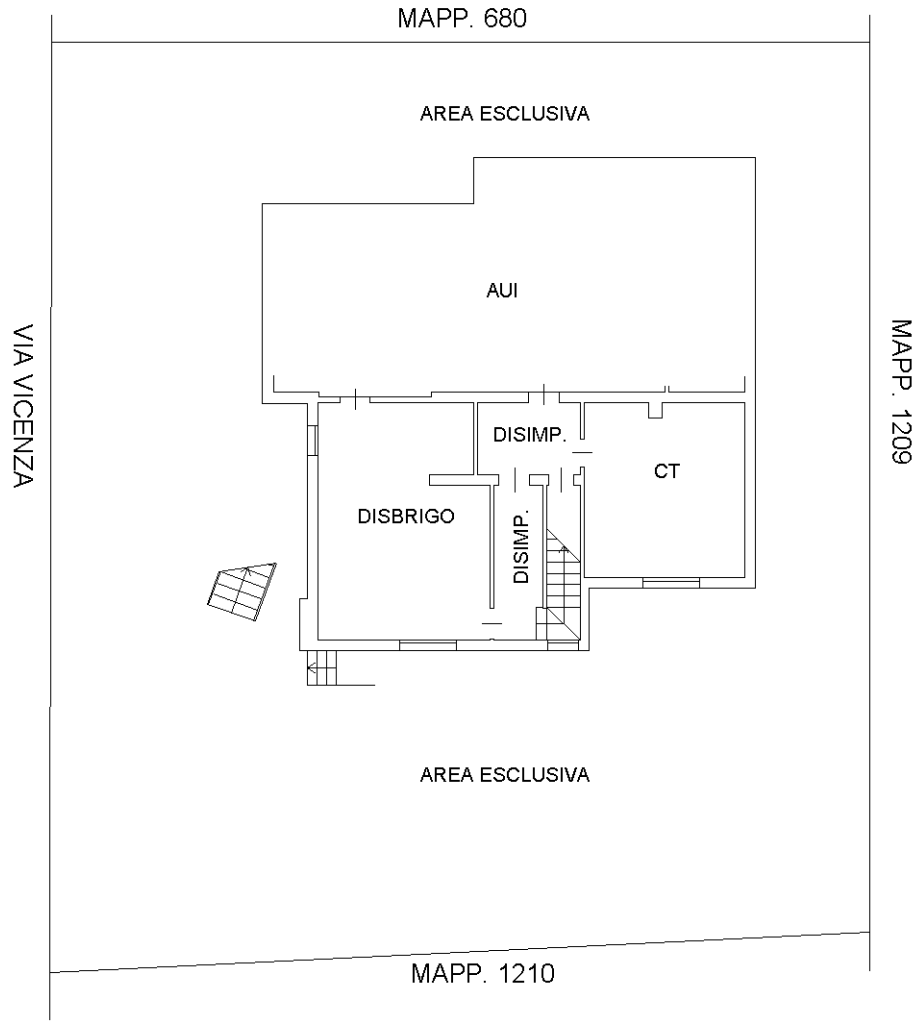 MAPP. 680
AREA ESCLUSIVA
AUI
VIA VICENZA
MAPP. 1209
DISIMP.
CT
DISBRIGO
DISIMP.
AREA ESCLUSIVA
MAPP. 1210